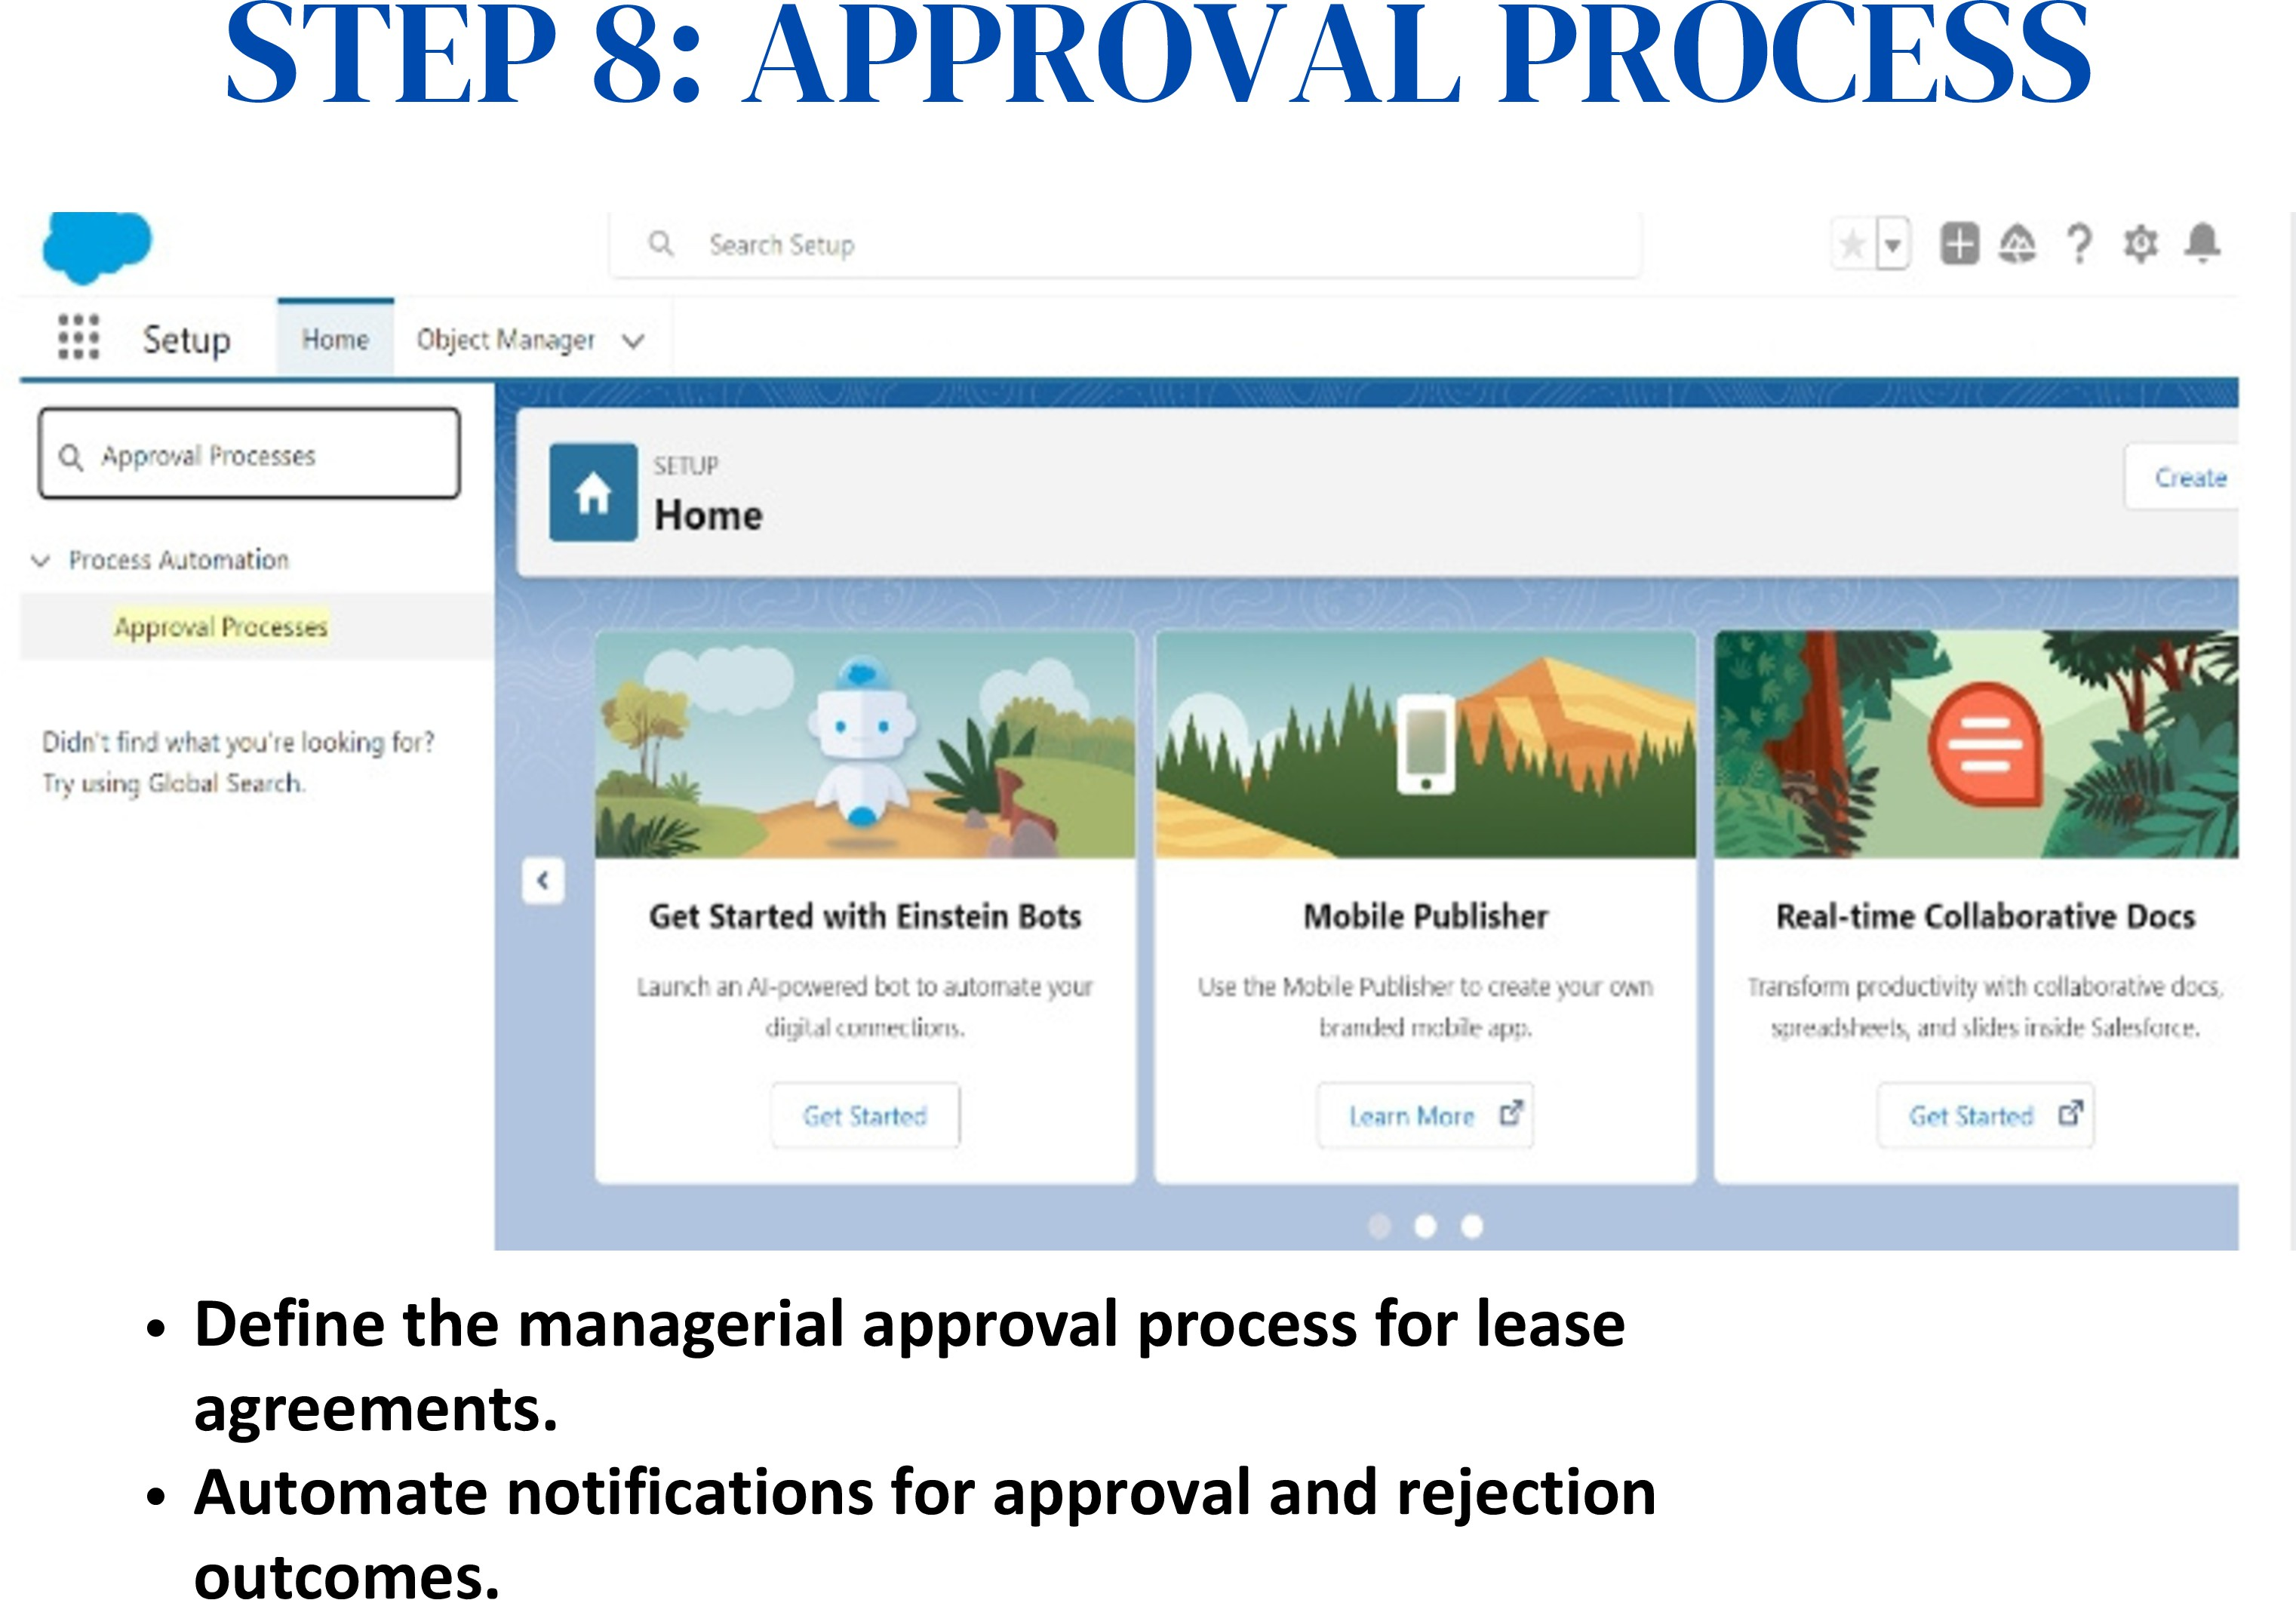 STEP 8: APPROVAL PROCESS
Search Setup
Setup
Home
Object Manager
Approval Processes
SETUP
Home
Create
Process Automation
Approval Processes
Didn't find what you're looking for?
Try using Global Search.
Get Started with Einstein Bots
Launch an AI-powered bot to automate your
digital connections.
Get Started
Mobile Publisher
Use the Mobile Publisher to create your own
branded mobile app.
Learn More
Real-time Collaborative Docs
Transform productivity with collaborative docs,
spreadsheets, and slides inside Salesforce.
Get Started
• Define the managerial approval process for lease
agreements.
• Automate notifications for approval and rejection
outcomes.